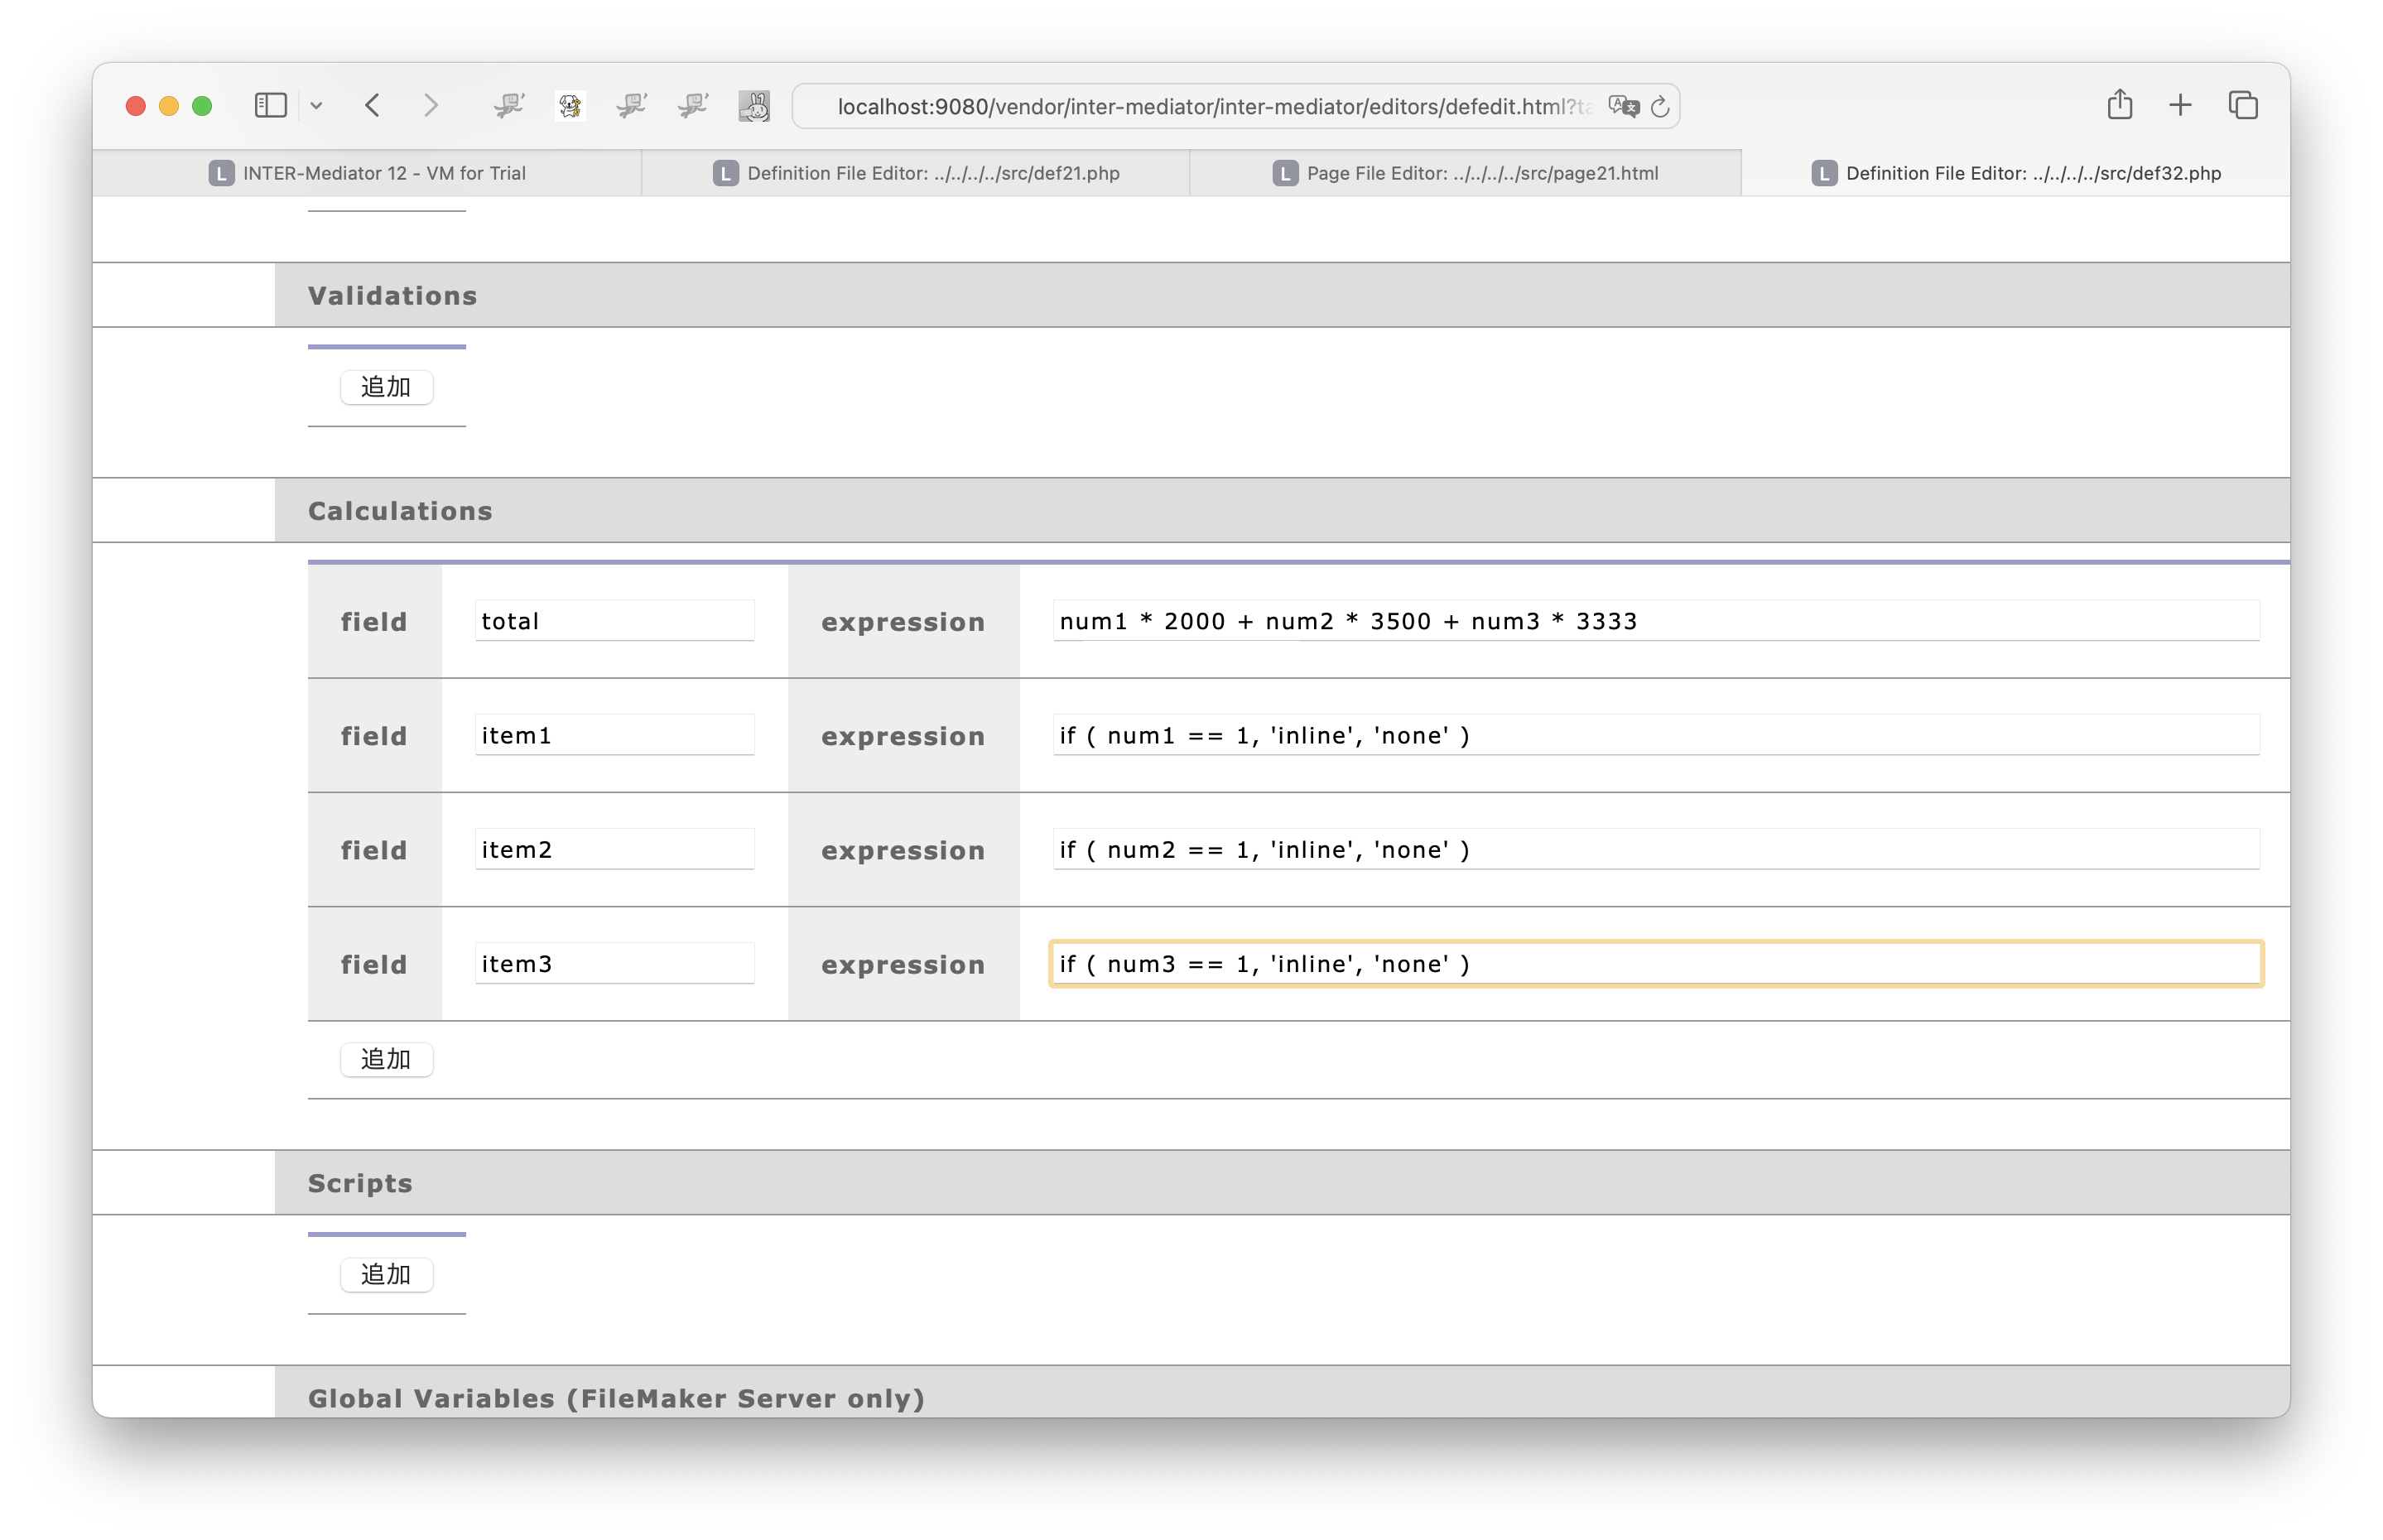 localhost:9080/vendor/inter-mediator/inter-mediator/editors/defedit.html?ta
INTER-Mediator 12 - VM for Trial
Definition File Editor: ../../../../src/def21.php
Page File Editor: ../../../../src/page21.html
Definition File Editor: ../../../../src/def32.php
Validations
追加
Calculations
field total expression num1 * 2000 + num2 * 3500 + num3 * 3333
field item1 expression if ( num1 == 1, 'inline', 'none' )
field item2 expression if ( num2 == 1, 'inline', 'none' )
field item3 expression if ( num3 == 1, 'inline', 'none' )
追加
Scripts
追加
Global Variables (FileMaker Server only)